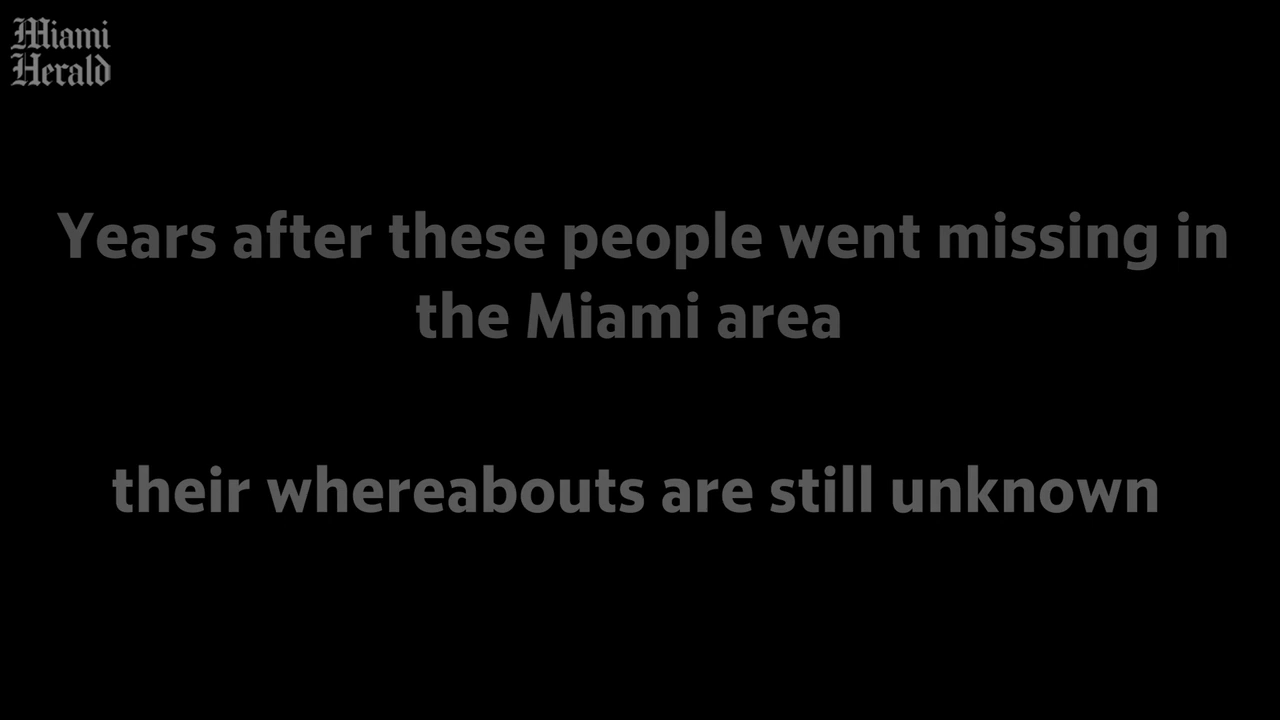 Miami
Herald
Years after these people went missing in
the Miami area
their whereabouts are still unknown